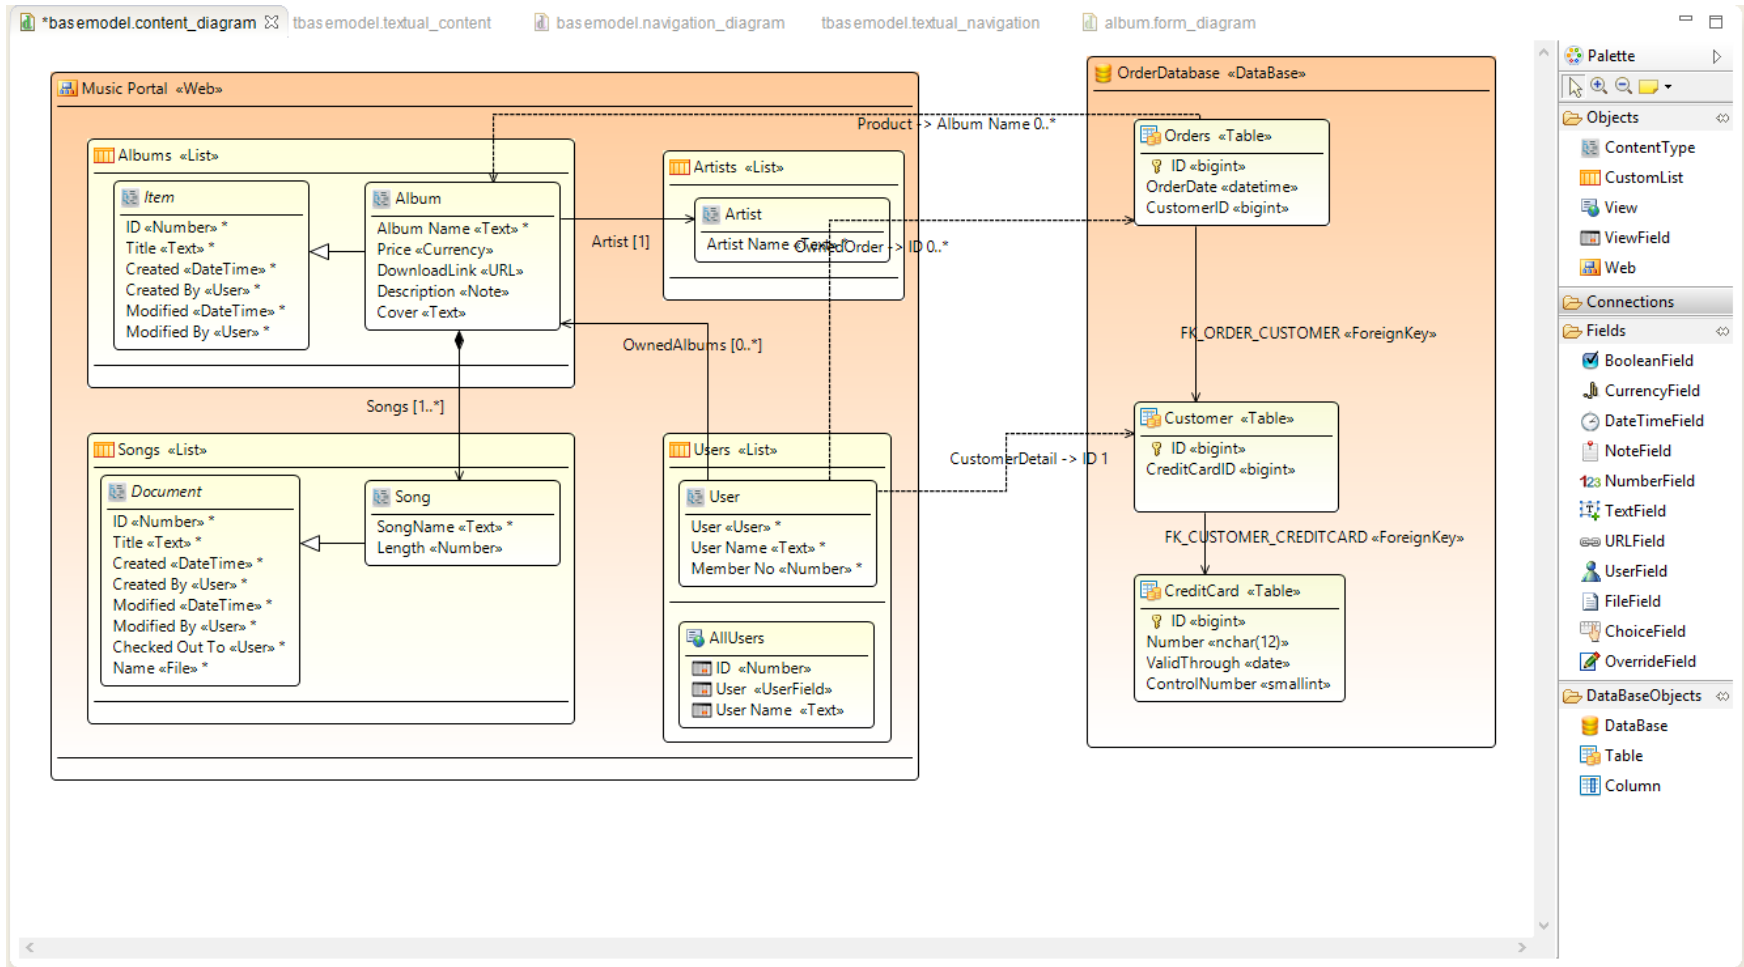 *basemodel.content_diagram
tbasemodel.textual_content
basemodel.navigation_diagram
tbasemodel.textual_navigation
album.form_diagram
Music Portal «Web»
Albums «List»
Item
ID «Number» *
Title «Text» *
Created «DateTime» *
Created By «User» *
Modified «DateTime» *
Modified By «User» *
Album
Album Name «Text» *
Price «Currency»
DownloadLink «URL»
Description «Note»
Cover «Text»
Artist [1]
Artists «List»
Artist
Artist Name «Text» *
OwnedOrder -> ID 0..*
Product -> Album Name 0..*
OwnedAlbums [0..*]
Songs [1..*]
Songs «List»
Document
ID «Number» *
Title «Text» *
Created «DateTime» *
Created By «User» *
Modified «DateTime» *
Modified By «User» *
Checked Out To «User» *
Name «File» *
Song
SongName «Text» *
Length «Number»
Users «List»
User
User «User» *
User Name «Text» *
Member No «Number» *
AllUsers
ID «Number»
User «UserField»
User Name «Text»
CustomerDetail -> ID 1
OrderDatabase «DataBase»
Orders «Table»
ID «bigint»
OrderDate «datetime»
CustomerID «bigint»
FK_ORDER_CUSTOMER «ForeignKey»
Customer «Table»
ID «bigint»
CreditCardID «bigint»
FK_CUSTOMER_CREDITCARD «ForeignKey»
CreditCard «Table»
ID «bigint»
Number «nchar(12)»
ValidThrough «date»
ControlNumber «smallint»
Palette
Objects
ContentType
CustomList
View
ViewField
Web
Connections
Fields
BooleanField
CurrencyField
DateTimeField
NoteField
123 NumberField
TextField
URLField
UserField
FileField
ChoiceField
OverrideField
DataBaseObjects
DataBase
Table
Column